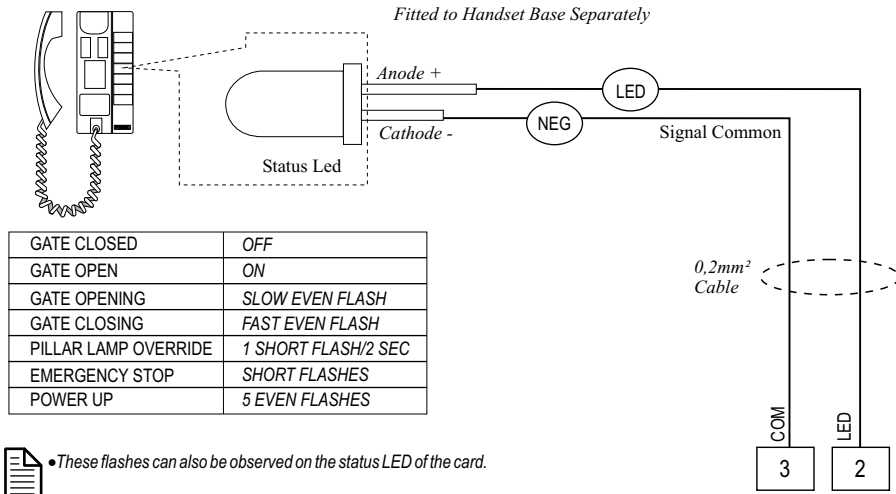 Fitted to Handset Base Separately
Anode +
LED
NEG
Cathode -
Signal Common
Status Led
GATE CLOSED OFF
GATE OPEN ON
GATE OPENING SLOW EVEN FLASH
GATE CLOSING FAST EVEN FLASH
PILLAR LAMP OVERRIDE 1 SHORT FLASH/2 SEC
EMERGENCY STOP SHORT FLASHES
POWER UP 5 EVEN FLASHES
0,2mm²
Cable
COM
LED
3
2
•These flashes can also be observed on the status LED of the card.